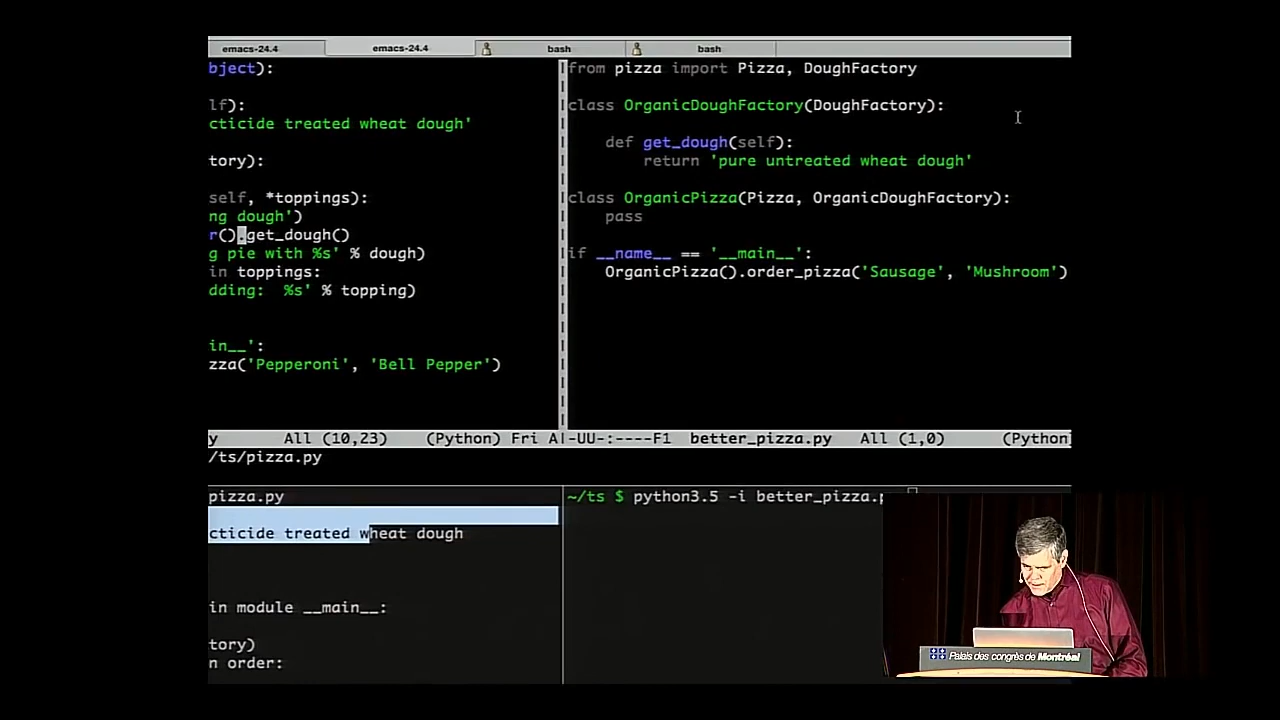 emacs-24.4 emacs-24.4 bash bash
bject):
lf):
cticide treated wheat dough'
tory):
self, *toppings):
ng dough')
r().get_dough()
g pie with %s' % dough)
in toppings:
dding:  %s' % topping)
in__':
zza('Pepperoni', 'Bell Pepper')
y All (10,23) (Python) Fri A
/ts/pizza.py
from pizza import Pizza, DoughFactory
class OrganicDoughFactory(DoughFactory):
def get_dough(self):
return 'pure untreated wheat dough'
class OrganicPizza(Pizza, OrganicDoughFactory):
pass
if __name__ == '__main__':
OrganicPizza().order_pizza('Sausage', 'Mushroom')
-UU-:----F1 better_pizza.py All (1,0) (Python
pizza.py
cticide treated wheat dough
in module __main__:
tory)
n order:
~/ts $ python3.5 -i better_pizza.p
Palais des congrès de Montréal